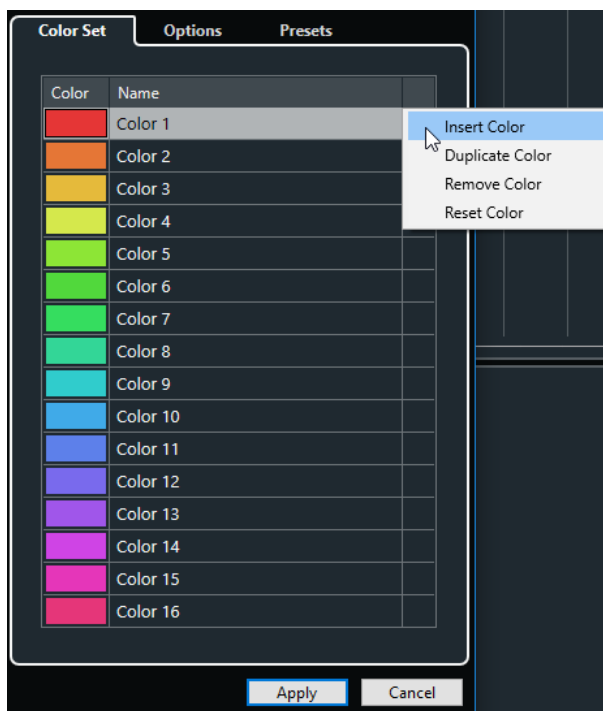 Color Set Options Presets
Color Name
Color 1
Insert Color
Color 2
Duplicate Color
Color 3
Remove Color
Color 4
Reset Color
Color 5
Color 6
Color 7
Color 8
Color 9
Color 10
Color 11
Color 12
Color 13
Color 14
Color 15
Color 16
Apply Cancel